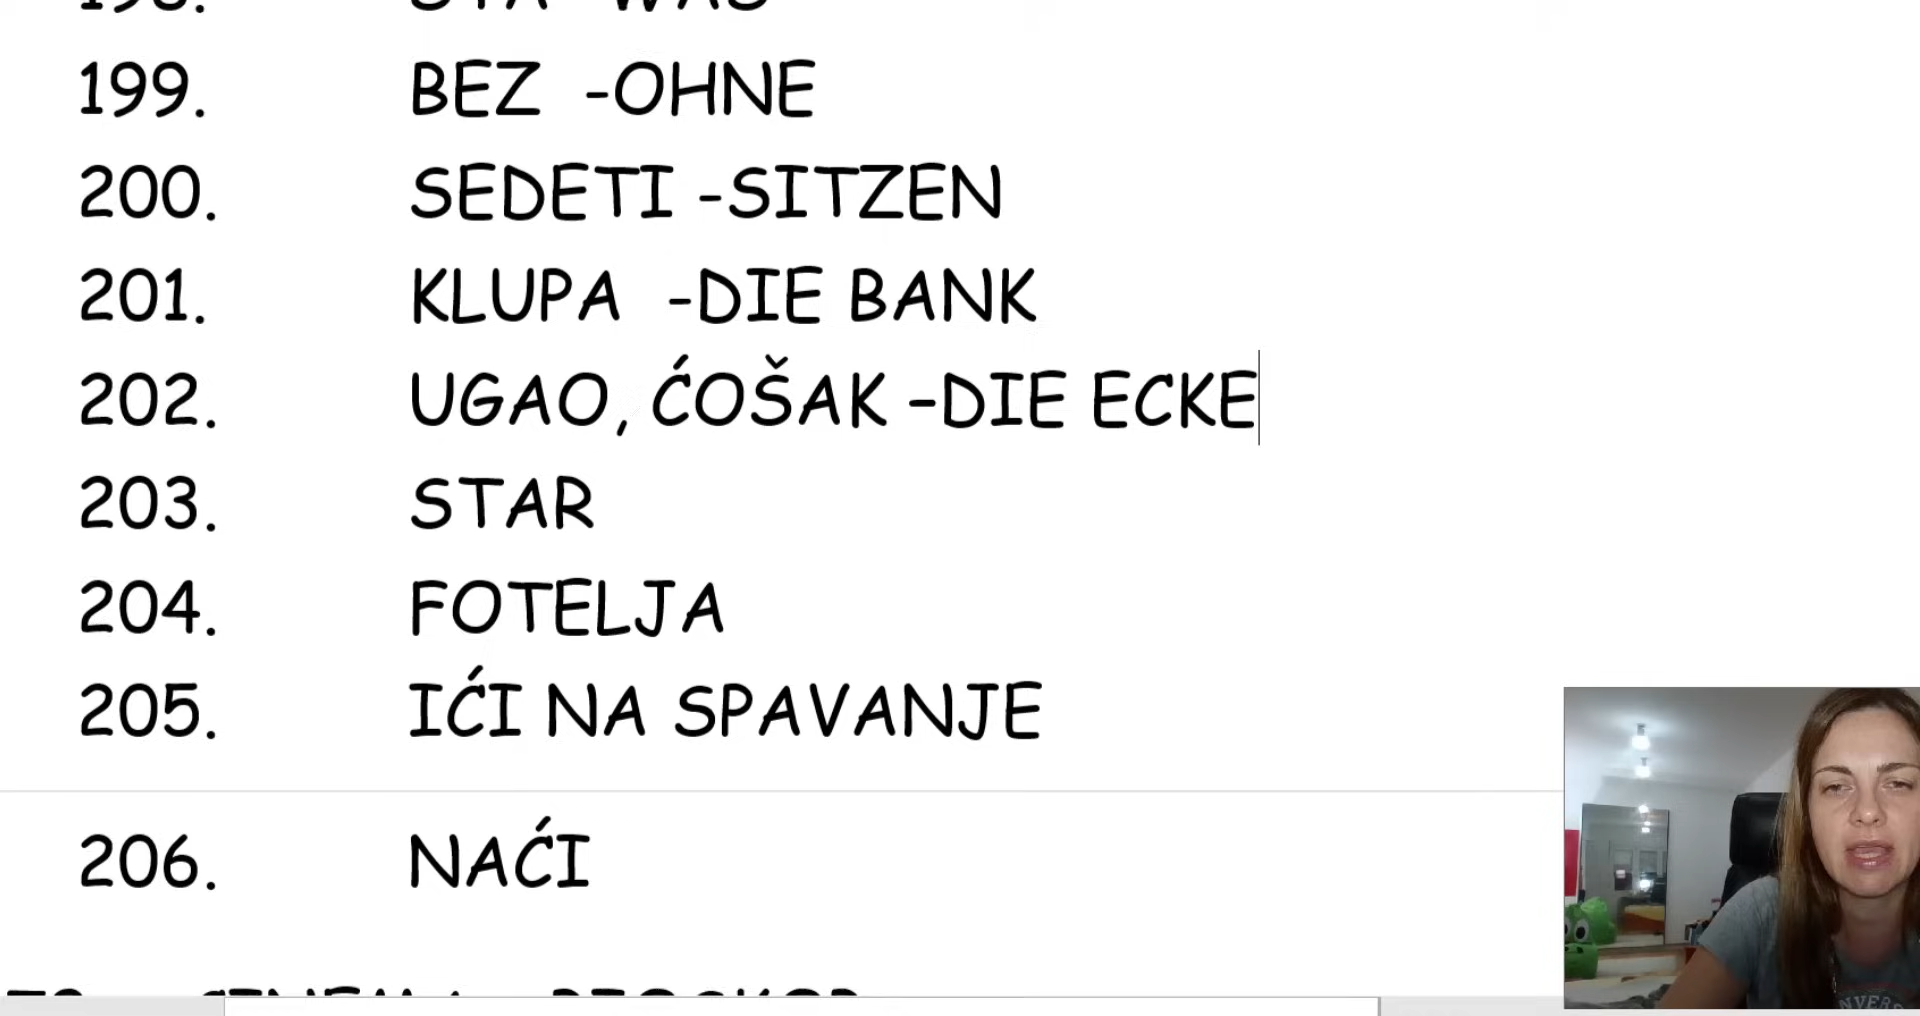 199. BEZ -OHNE
200. SEDETI -SITZEN
201. KLUPA -DIE BANK
202. UGAO, ĆOŠAK -DIE ECKE
203. STAR
204. FOTELJA
205. IĆI NA SPAVANJE
206. NAĆI